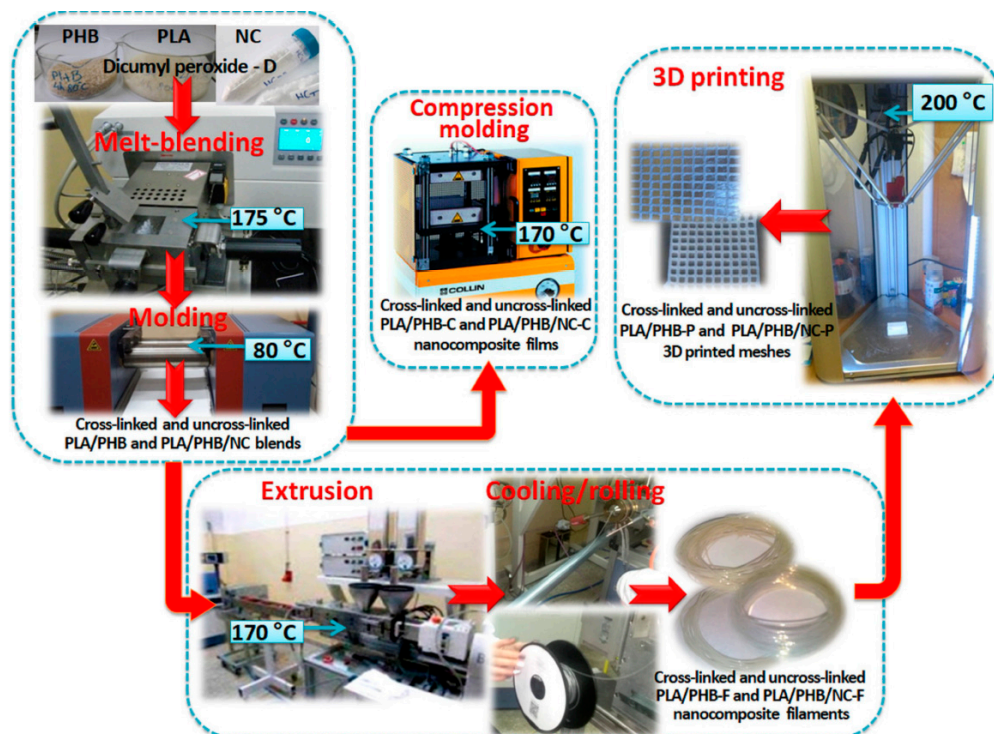 PHB PLA NC
Dicumyl peroxide - D
Melt-blending
175 °C
Molding
80 °C
Cross-linked and uncross-linked
PLA/PHB and PLA/PHB/NC blends
Compression
molding
170 °C
COLLIN
Cross-linked and uncross-linked
PLA/PHB-C and PLA/PHB/NC-C
nanocomposite films
3D printing
200 °C
Cross-linked and uncross-linked
PLA/PHB-P and PLA/PHB/NC-P
3D printed meshes
Extrusion
170 °C
Cooling/rolling
Cross-linked and uncross-linked
PLA/PHB-F and PLA/PHB/NC-F
nanocomposite filaments